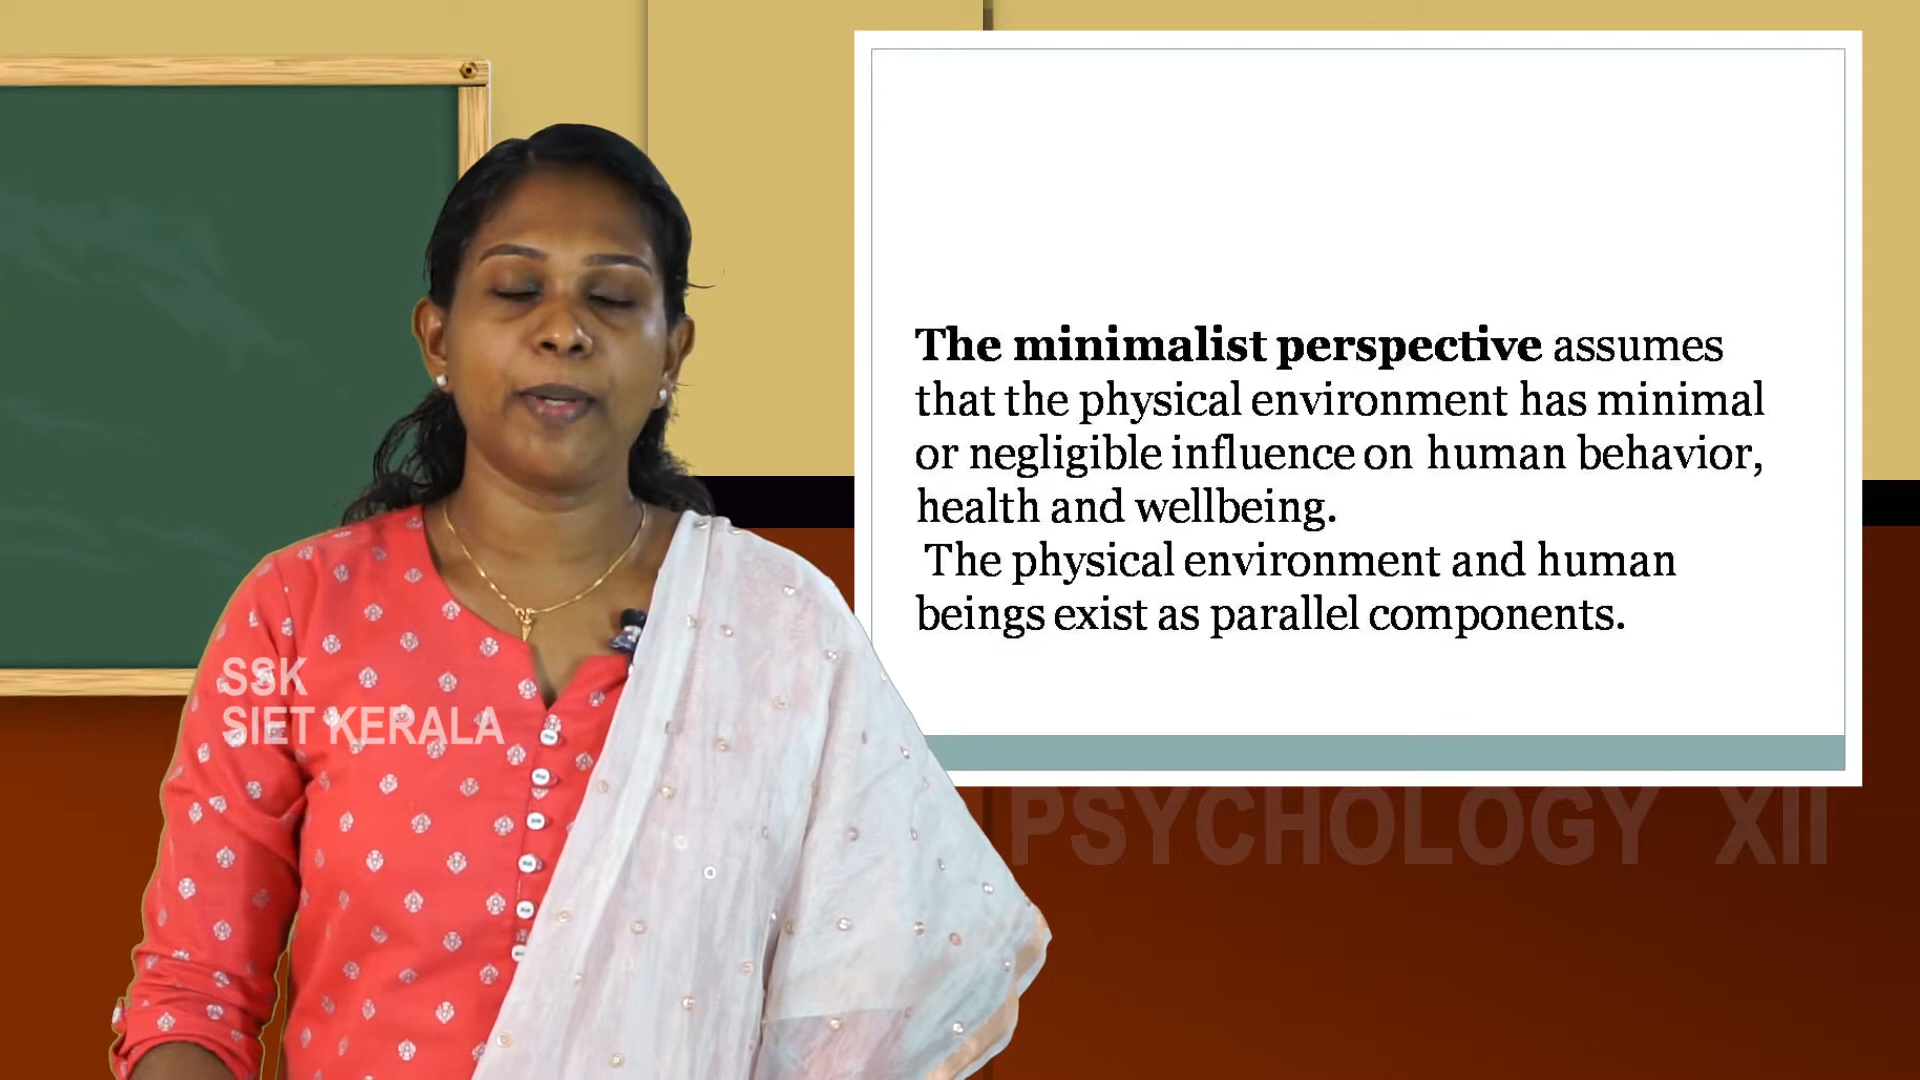 The minimalist perspective assumes
that the physical environment has minimal
or negligible influence on human behavior,
health and wellbeing.
The physical environment and human
beings exist as parallel components.
SSK
SIET KERALA
PSYCHOLOGY XII